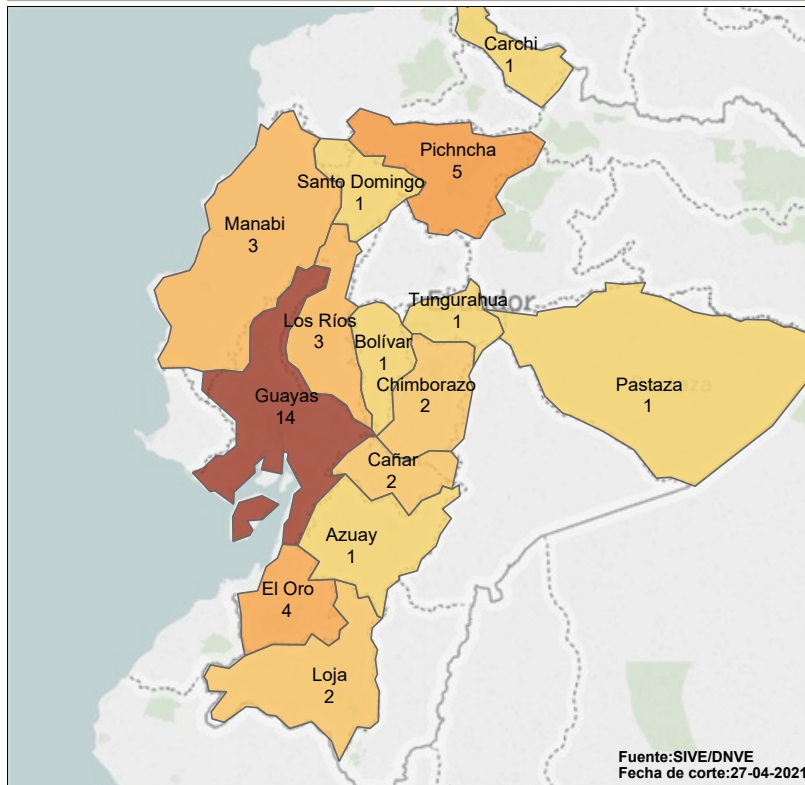 Carchi
1
Pichncha
5
Santo Domingo
1
Manabi
3
Tungurahua
1
Los Ríos
3
Bolívar
1
Chimborazo
2
Pastaza
1
Guayas
14
Cañar
2
Azuay
1
El Oro
4
Loja
2
Fuente:SIVE/DNVE
Fecha de corte:27-04-2021